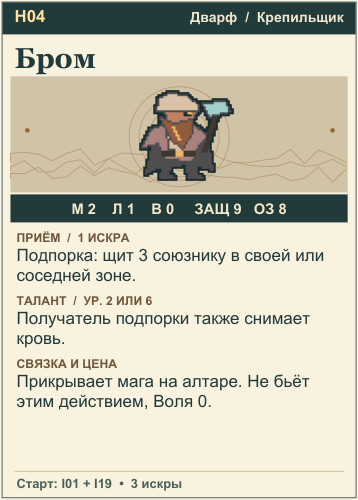 H04
Дварф / Крепильщик
Бром
М 2 Л 1 В 0 ЗАЩ 9 ОЗ 8
ПРИЁМ / 1 ИСКРА
Подпорка: щит 3 союзнику в своей или
соседней зоне.
ТАЛАНТ / УР. 2 ИЛИ 6
Получатель подпорки также снимает
кровь.
СВЯЗКА И ЦЕНА
Прикрывает мага на алтаре. Не бьёт
этим действием, Воля 0.
Старт: I01 + I19 • 3 искры